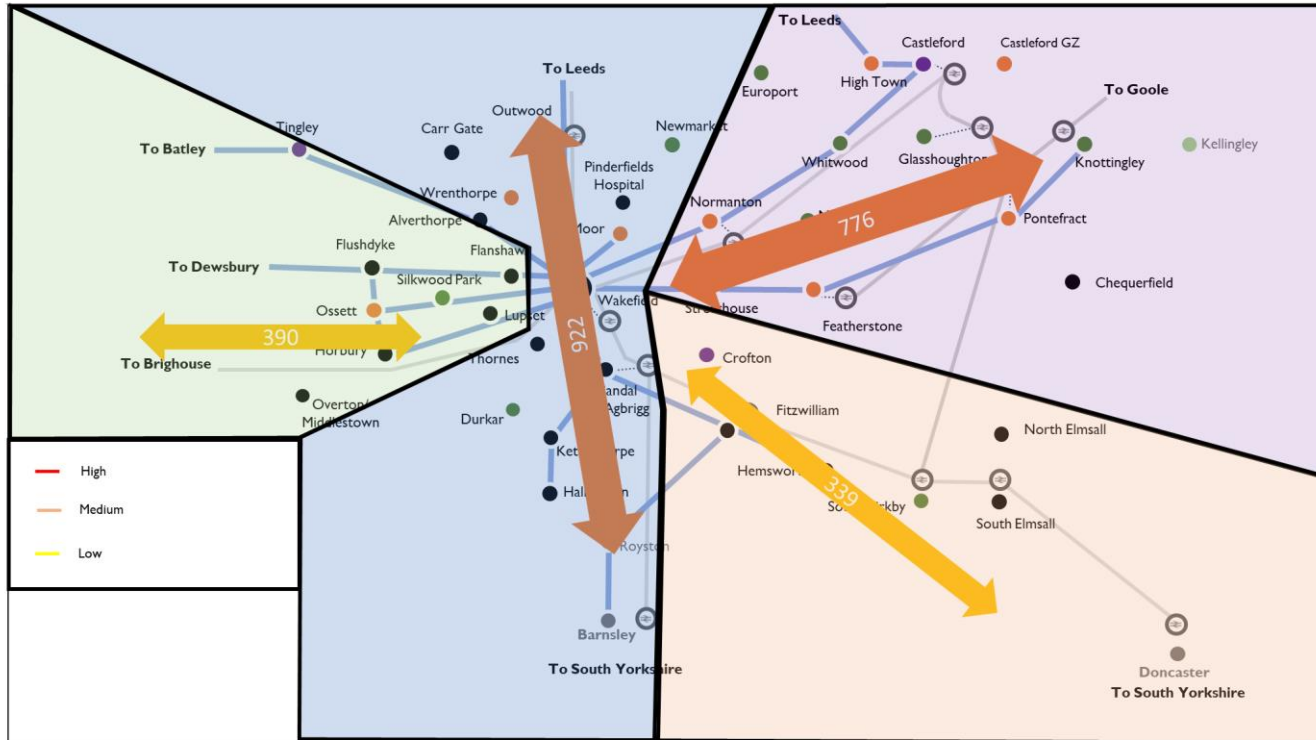 To Leeds
Castleford
Castleford GZ
High Town
Europort
To Goole
To Leeds
Outwood
Tingley
Carr Gate
Newmarket
To Batley
Whitwood
Glasshoughton
Knottingley
Kellingley
Pinderfields
Hospital
Wrenthorpe
Normanton
Alverthorpe
Moor
776
Pontefract
Flushdyke
Flanshaw
To Dewsbury
Silkwood Park
Chequerfield
Ossett
Lupset
Wakefield
Featherstone
390
922
Horbury
To Brighouse
Thornes
Crofton
Overton/
Middlestown
Durkar
Agbrigg
Fitzwilliam
North Elmsall
High
Hemsworth
339
South Elmsall
Medium
Low
Royston
Barnsley
To South Yorkshire
Doncaster
To South Yorkshire